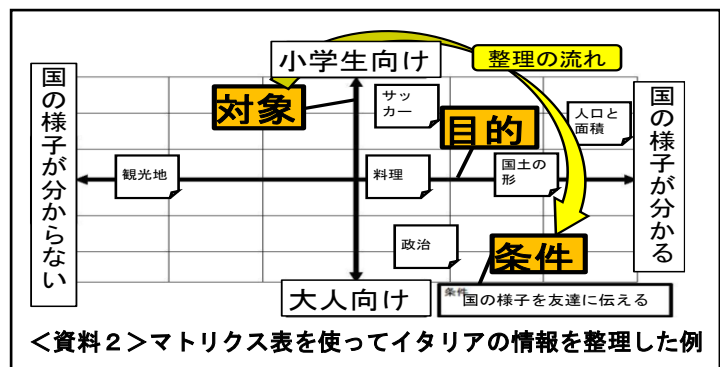 小学生向け
整理の流れ
国の様子が分からない
対象
サッ
カー
目的
人口と
面積
国の様子が分かる
観光地
料理
国土の
形
政治
条件
大人向け
条件
国の様子を友達に伝える
＜資料２＞マトリクス表を使ってイタリアの情報を整理した例